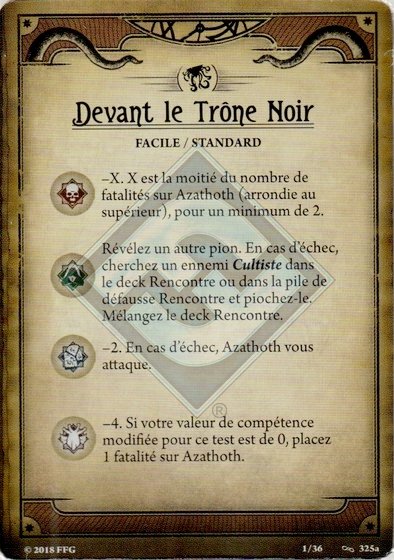 Devant le Trône Noir
FACILE / STANDARD
–X. X est la moitié du nombre de
fatalités sur Azathoth (arrondie au
supérieur), pour un minimum de 2.
Révélez un autre pion. En cas d'échec,
cherchez un ennemi Cultiste dans
le deck Rencontre ou dans la pile de
défausse Rencontre et piochez-le.
Mélangez le deck Rencontre.
–2. En cas d'échec, Azathoth vous
attaque.
®
–4. Si votre valeur de compétence
modifiée pour ce test est de 0, placez
1 fatalité sur Azathoth.
© 2018 FFG
1/36
325a